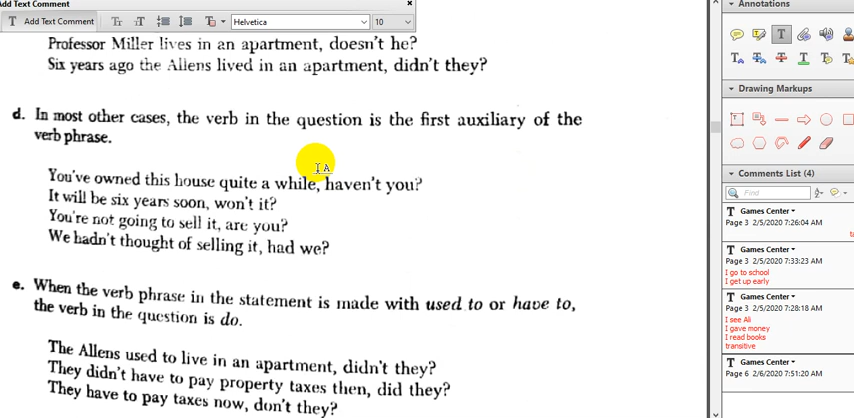 Add Text Comment
T Add Text Comment
Helvetica
10
Professor Miller lives in an apartment, doesn't he?
Six years ago the Allens lived in an apartment, didn't they?
d. In most other cases, the verb in the question is the first auxiliary of the
verb phrase.
You've owned this house quite a while, haven't you?
It will be six years soon, won't it?
You're not going to sell it, are you?
We hadn't thought of selling it, had we?
e. When the verb phrase in the statement is made with used to or have to,
the verb in the question is do.
The Allens used to live in an apartment, didn't they?
They didn't have to pay property taxes then, did they?
They have to pay taxes now, don't they?
Annotations
Drawing Markups
Comments List (4)
Find
T Games Center
Page 3 2/5/2020 7:26:04 AM
T Games Center
Page 3 2/5/2020 7:33:23 AM
I go to school
I get up early
T Games Center
Page 3 2/5/2020 7:28:18 AM
I see Ali
I gave money
I read books
transitive
T Games Center
Page 6 2/6/2020 7:51:20 AM